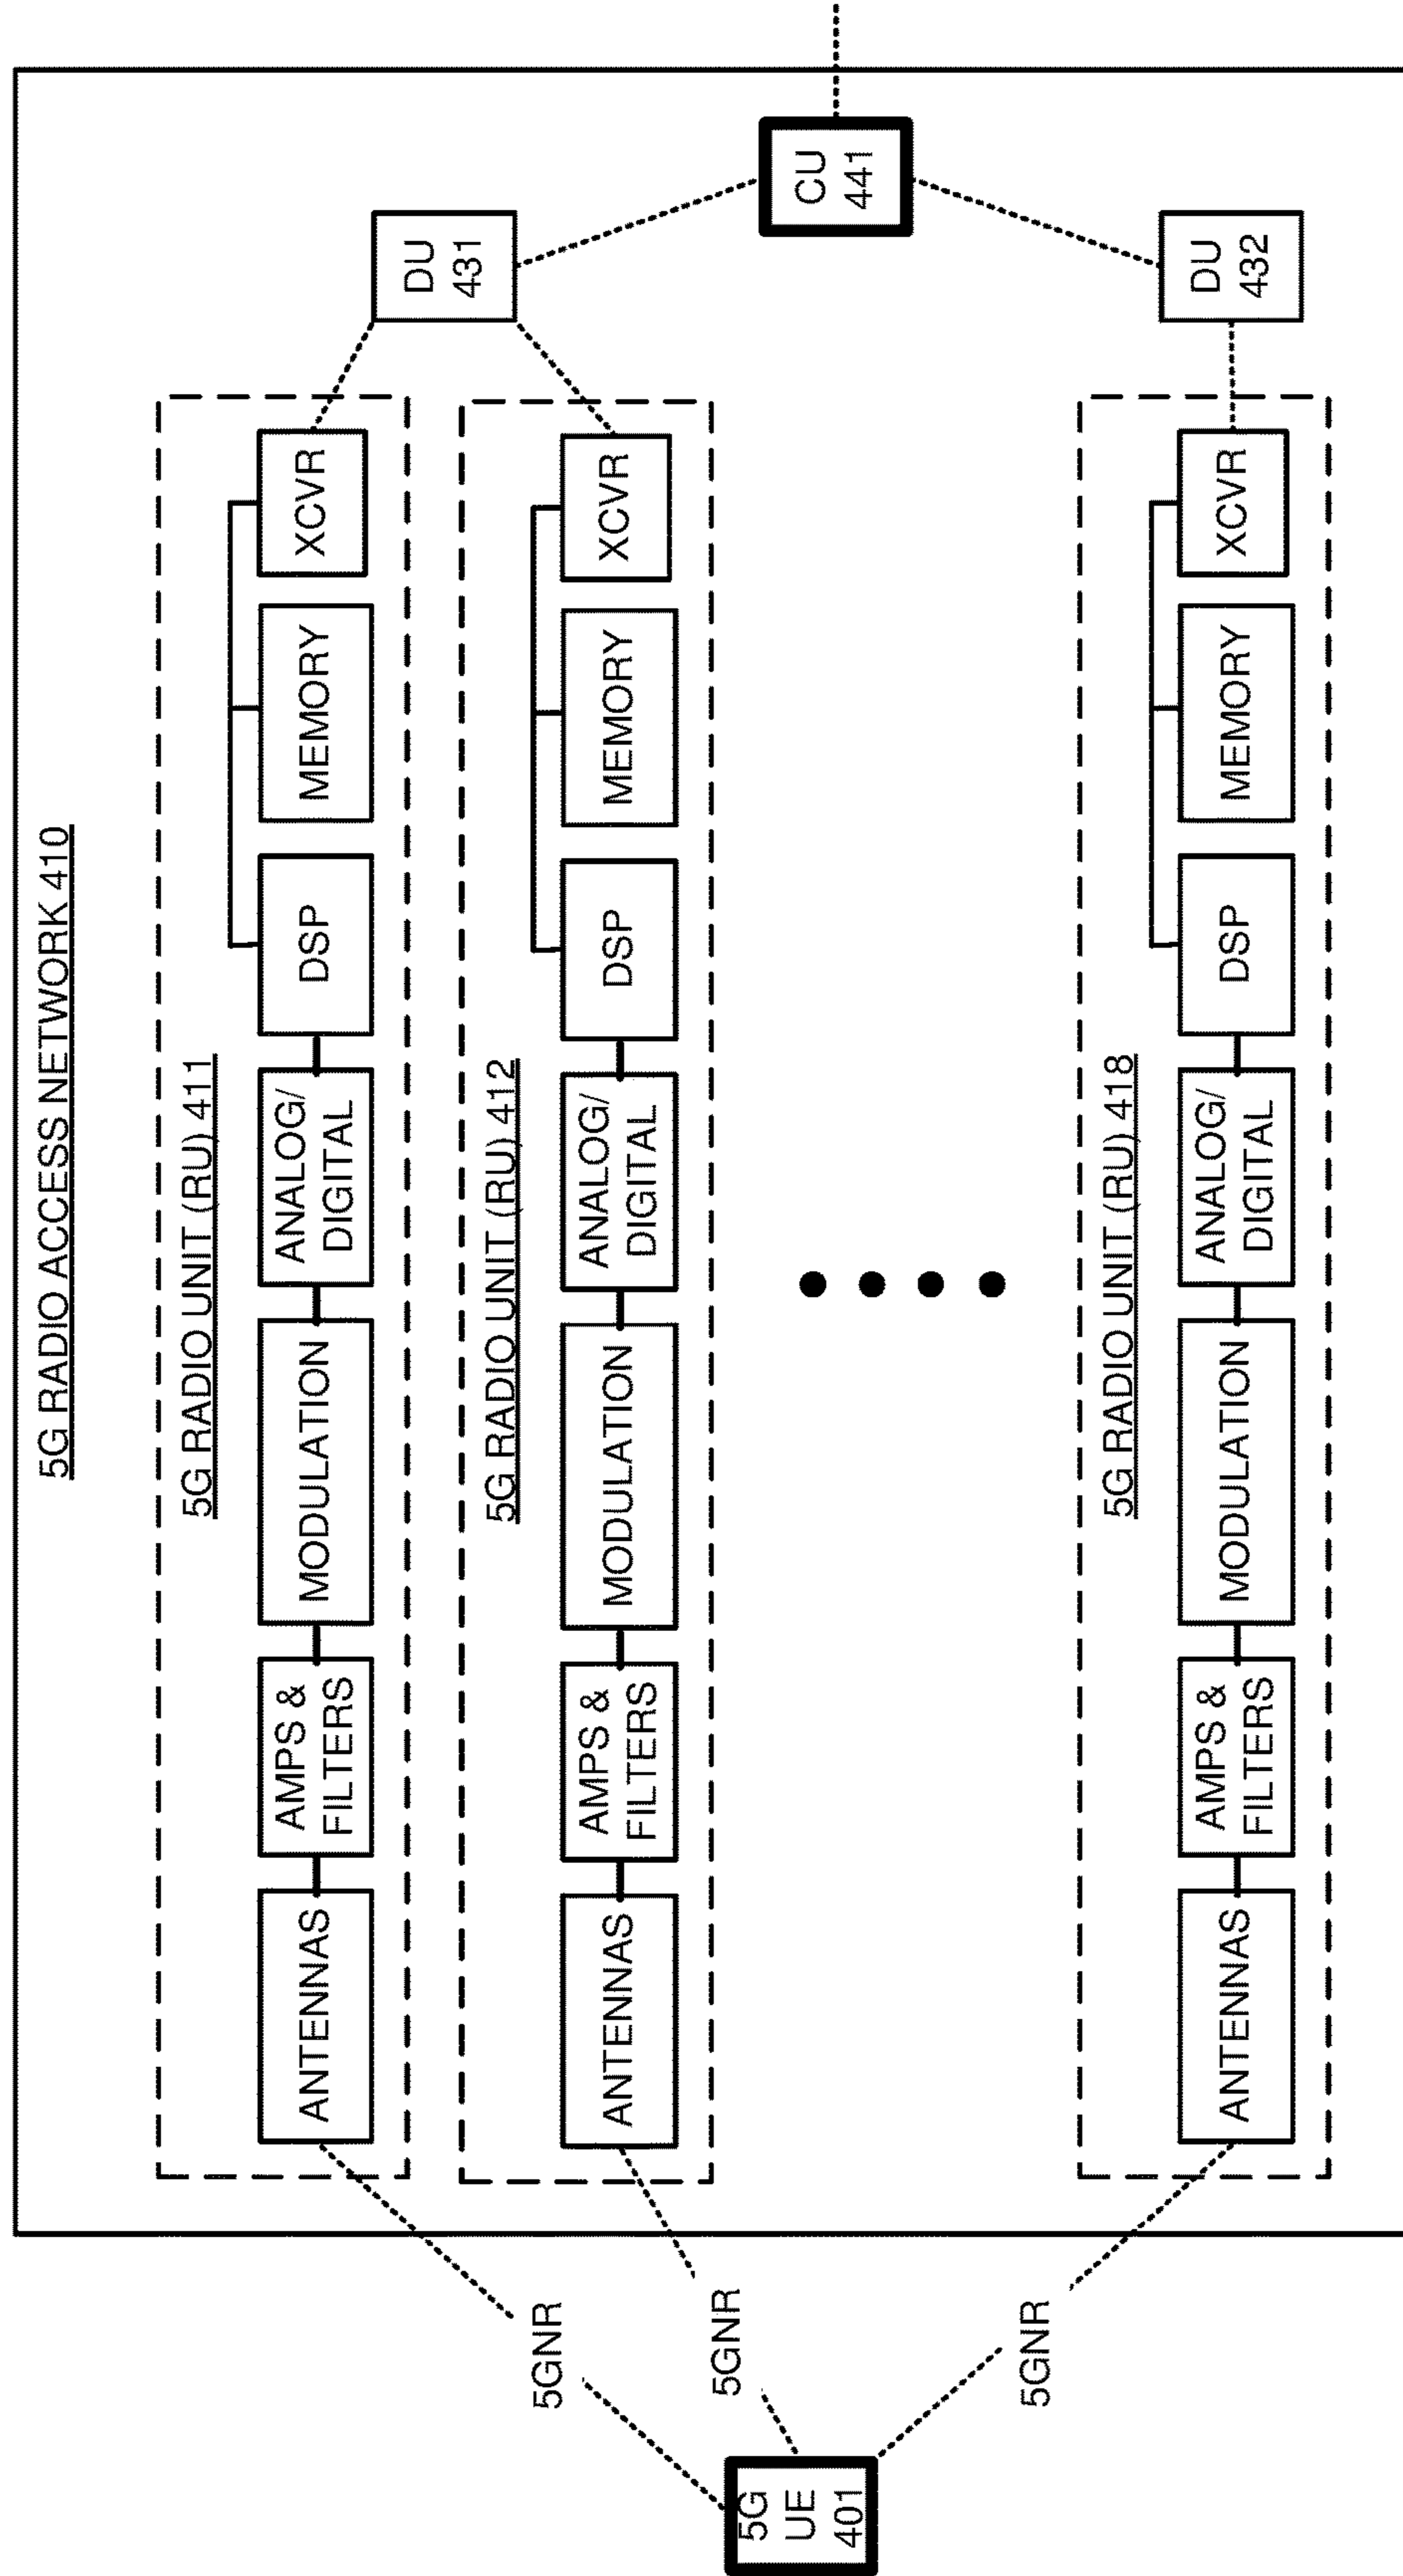 5G RADIO ACCESS NETWORK 410
5G RADIO UNIT (RU) 411
ANTENNAS
AMPS &
FILTERS
MODULATION
ANALOG/
DIGITAL
DSP
MEMORY
XCVR
5G RADIO UNIT (RU) 412
ANTENNAS
AMPS &
FILTERS
MODULATION
ANALOG/
DIGITAL
DSP
MEMORY
XCVR
5G RADIO UNIT (RU) 418
ANTENNAS
AMPS &
FILTERS
MODULATION
ANALOG/
DIGITAL
DSP
MEMORY
XCVR
5GNR
5GNR
5GNR
5G
UE
401
DU
431
DU
432
CU
441